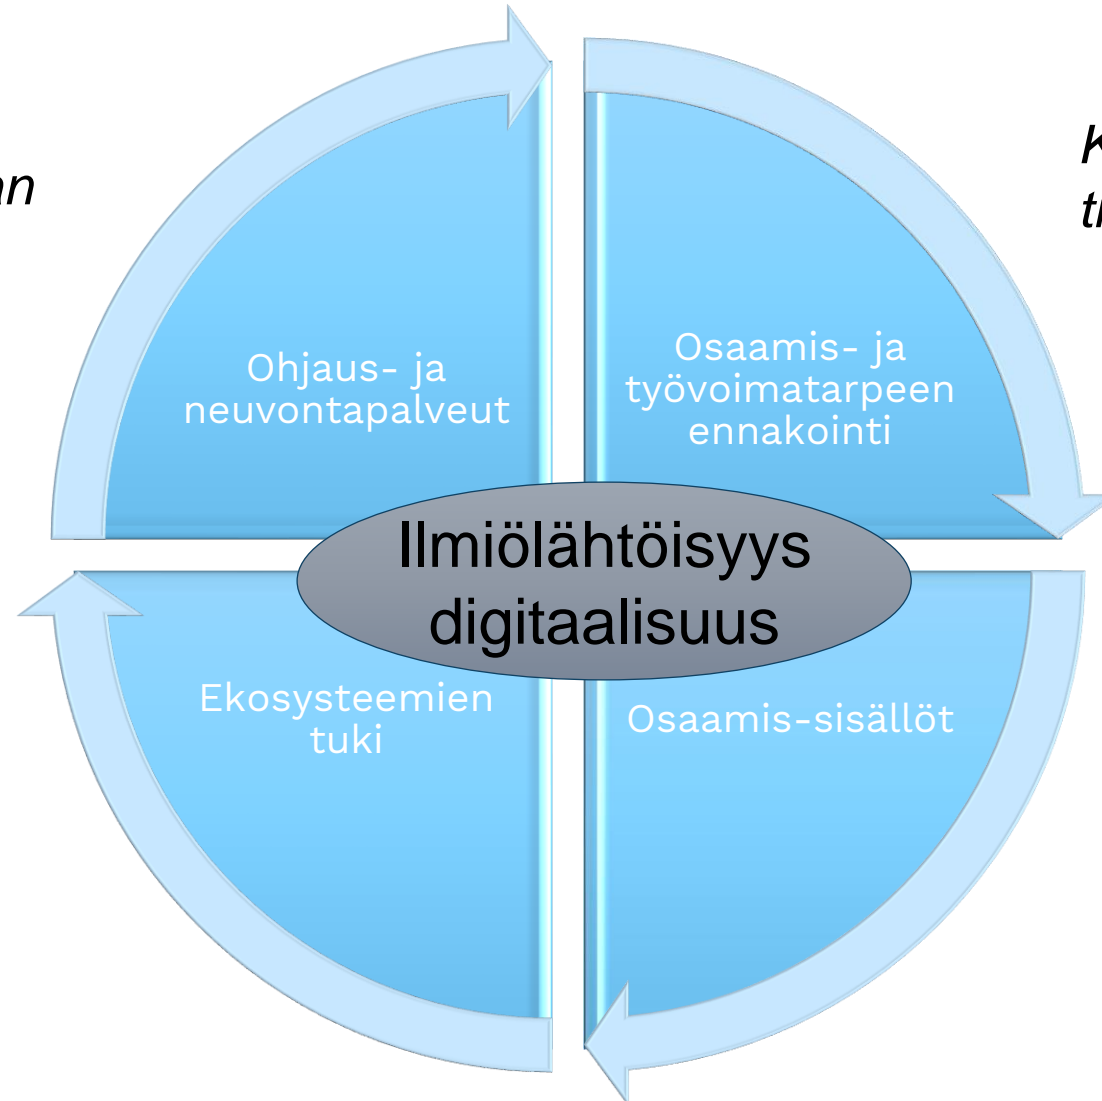 Ohjaus- ja
neuvontapalveut
Osaamis- ja
työvoimatarpeen
ennakointi
Ilmiölähtöisyys
digitaalisuus
Ekosysteemien
tuki
Osaamis-sisällöt